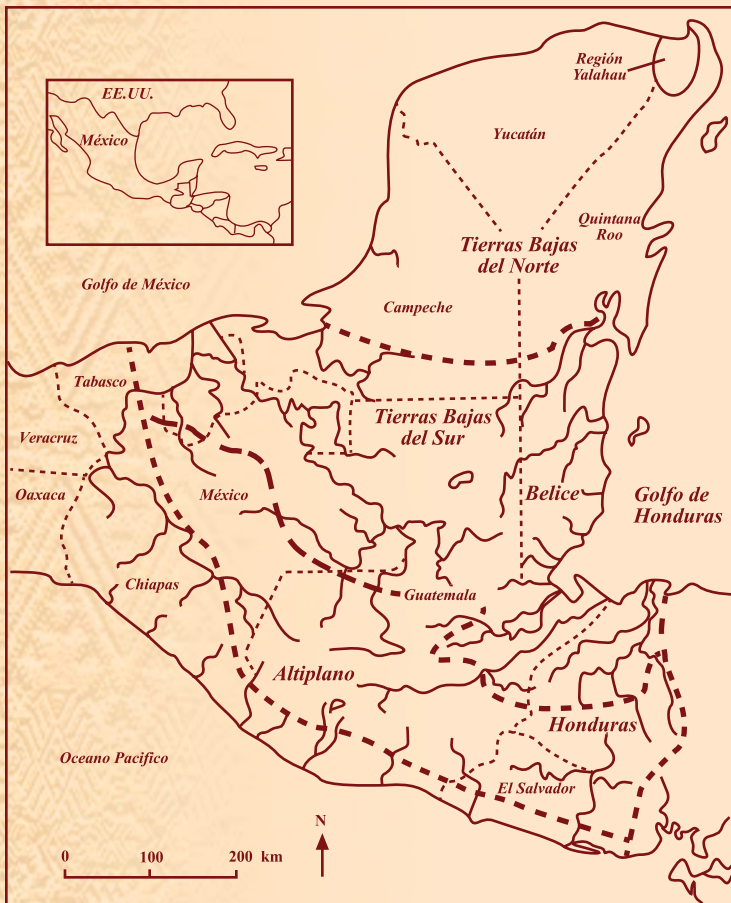 Región
Yalahau
EE.UU.
México
Yucatán
Quintana
Roo
Tierras Bajas
del Norte
Golfo de México
Campeche
Tabasco
Tierras Bajas
del Sur
Veracruz
Oaxaca
México
Belice
Golfo de
Honduras
Chiapas
Guatemala
Altiplano
Honduras
Oceano Pacifico
El Salvador
N
0 100 200 km